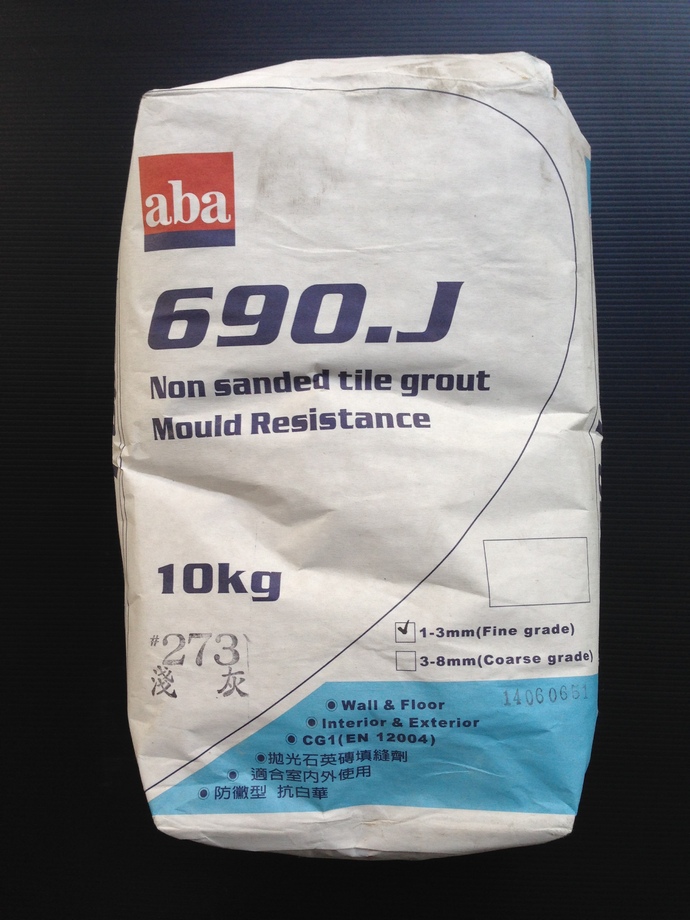 aba
690.J
Non sanded tile grout
Mould Resistance
10kg
1-3mm(Fine grade)
#273
3-8mm(Coarse grade)
淺 灰
14060651
Wall & Floor
Interior & Exterior
CG1(EN 12004)
拋光石英磚填縫劑
適合室內外使用
防黴型 抗白華